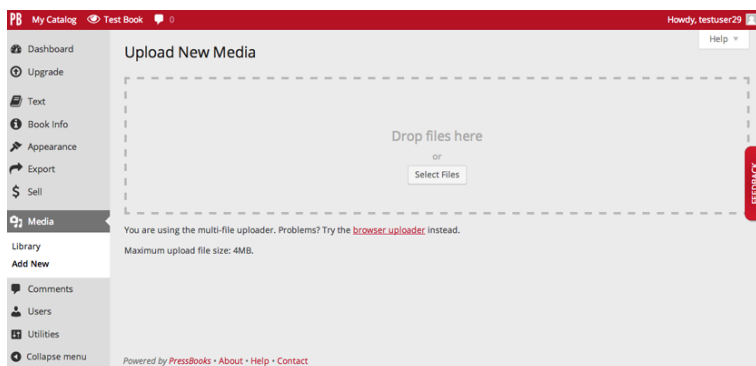 PB My Catalog Test Book 0 Howdy, testuser29
Help
Dashboard
Upgrade
Text
Book Info
Appearance
Export
Sell
Media
Library
Add New
Comments
Users
Utilities
Collapse menu
Upload New Media
Drop files here
or
Select Files
You are using the multi-file uploader. Problems? Try the browser uploader instead.
Maximum upload file size: 4MB.
FEEDBACK
Powered by PressBooks • About • Help • Contact